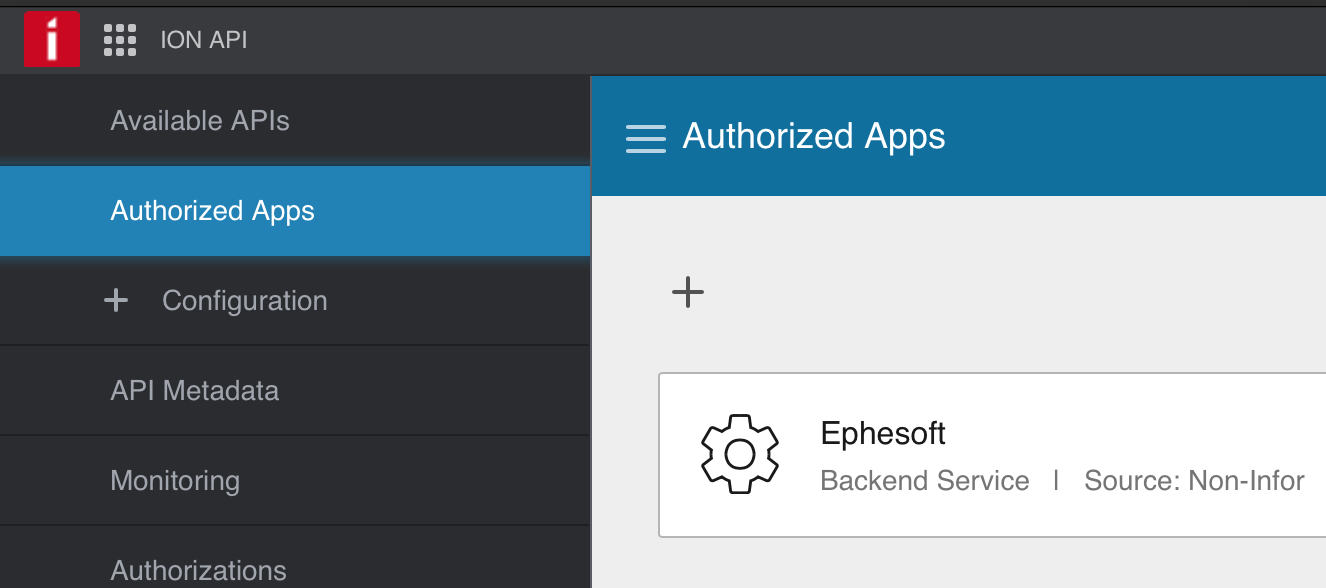 ION API
Available APIs
Authorized Apps
Configuration
API Metadata
Monitoring
Authorizations
Authorized Apps
Ephesoft
Backend Service | Source: Non-Infor